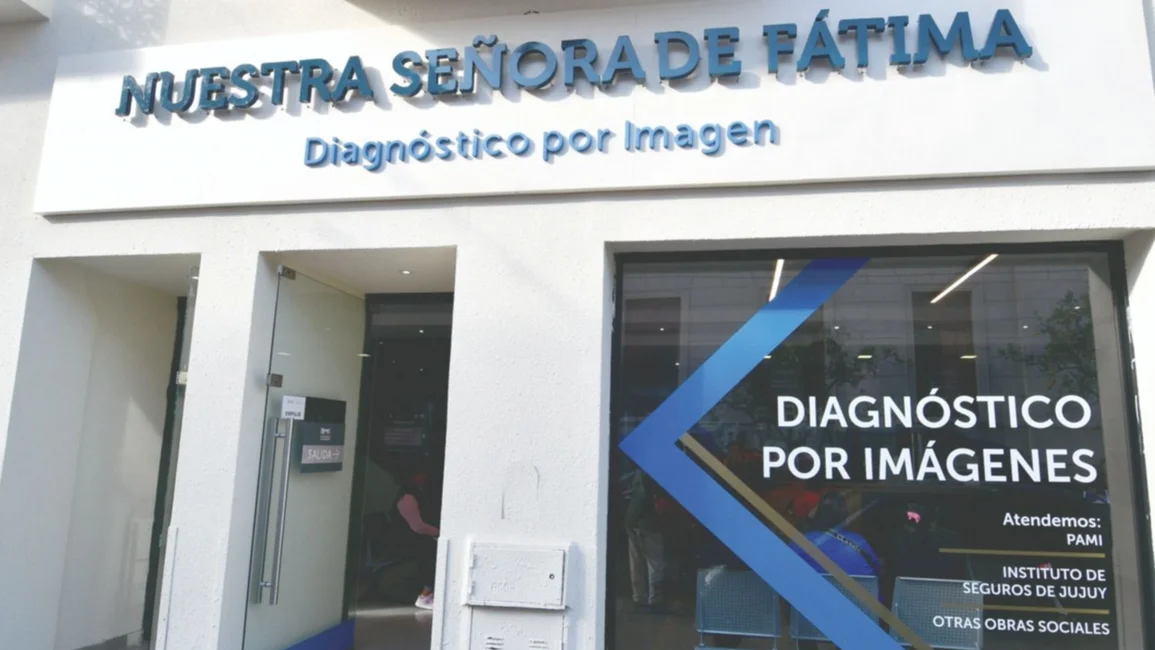 NUESTRA SEÑORA DE FÁTIMA
Diagnóstico por Imagen
SALIDA
DIAGNÓSTICO
POR IMÁGENES
Atendemos:
PAMI
INSTITUTO DE
SEGUROS DE JUJUY
OTRAS OBRAS SOCIALES